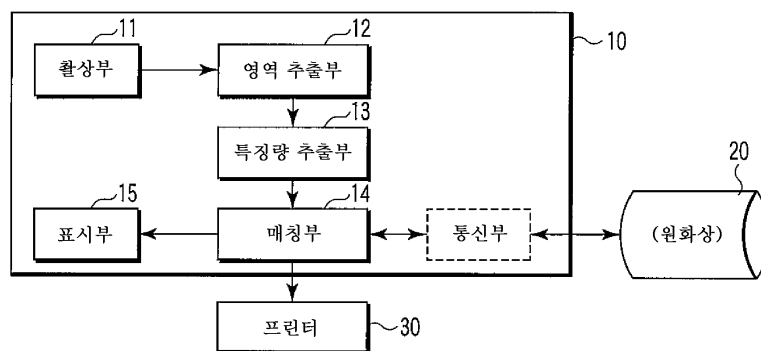 11
12
10
촬상부
영역 추출부
13
특징량 추출부
15
14
20
표시부
매칭부
통신부
(원화상)
프린터
30